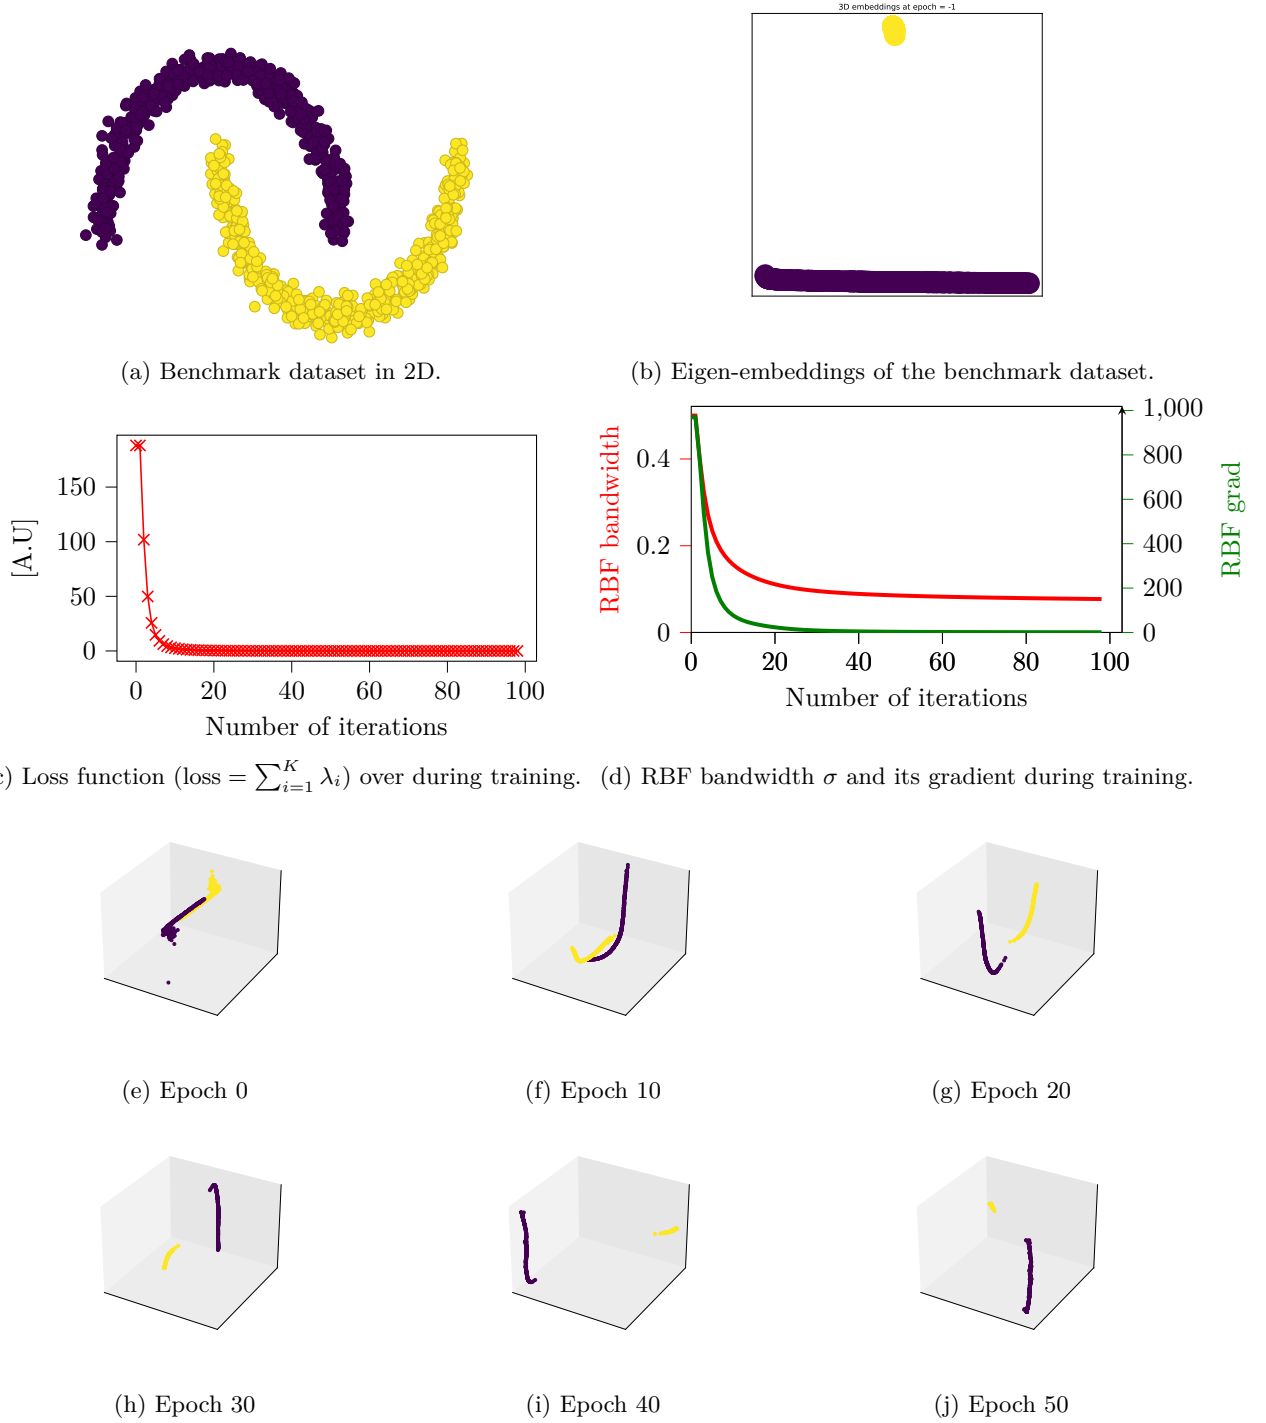 3D embeddings at epoch = -1
(a) Benchmark dataset in 2D.
(b) Eigen-embeddings of the benchmark dataset.
[A.U]
150
100
50
0
0 20 40 60 80 100
Number of iterations
RBF bandwidth
0.4
0.2
0
1,000
800
600
400
200
0
RBF grad
0 20 40 60 80 100
Number of iterations
) Loss function (loss = ∑_{i=1}^{K} λ_i) over during training.
(d) RBF bandwidth σ and its gradient during training.
(e) Epoch 0
(f) Epoch 10
(g) Epoch 20
(h) Epoch 30
(i) Epoch 40
(j) Epoch 50